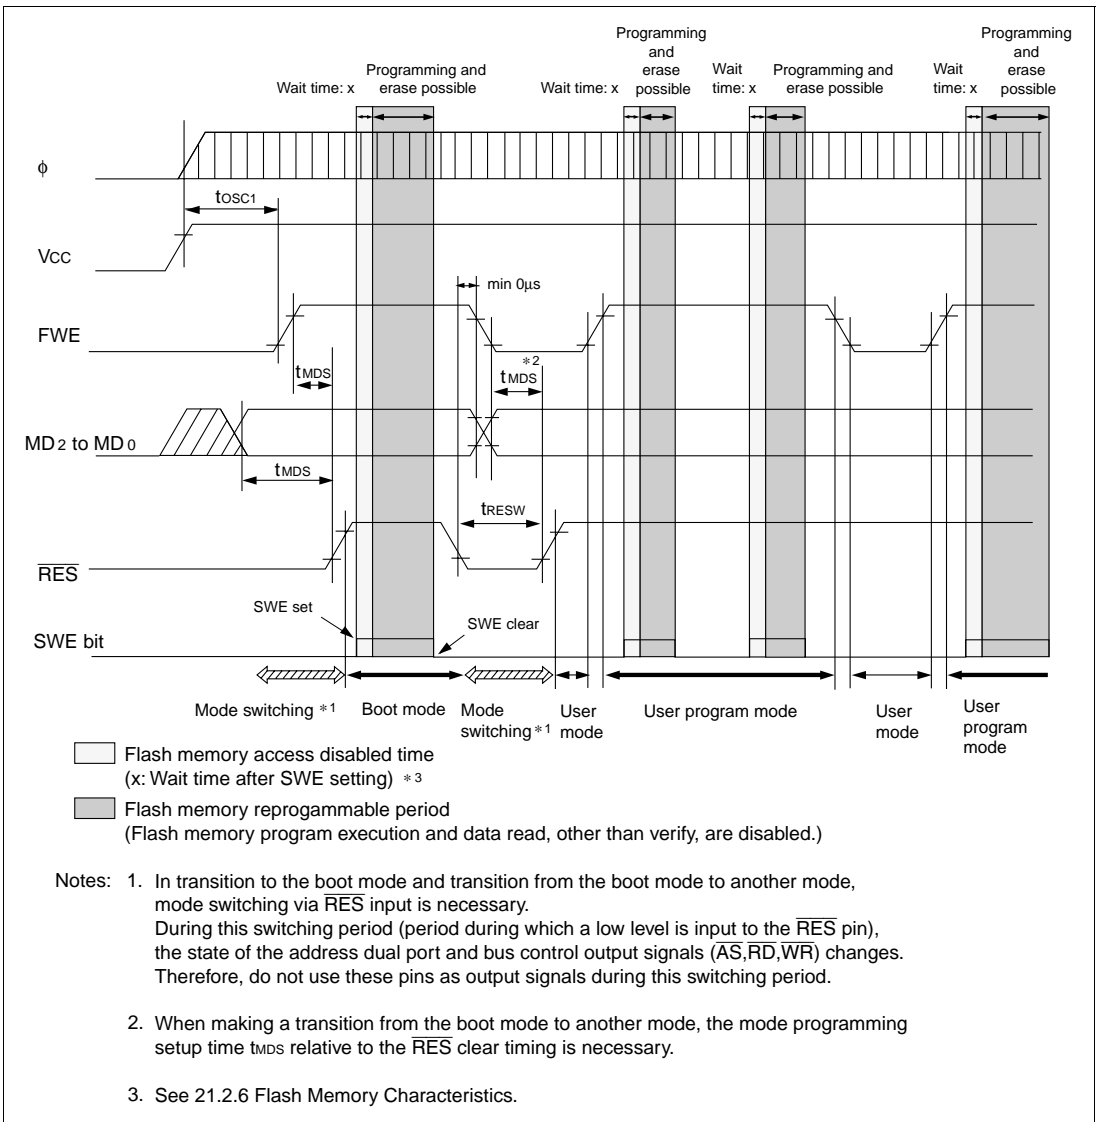 Programming
and
erase
possible
Programming
and
erase
possible
Wait time: x
Programming and
erase possible
Wait time: x
Wait
time: x
Programming and
erase possible
Wait
time: x
ϕ
tOSC1
VCC
min 0μs
FWE
tMDS
*2
tMDS
MD2 to MD0
tMDS
tRESW
RES
SWE set
SWE clear
SWE bit
Mode switching *1
Boot mode
Mode
switching *1
User
mode
User program mode
User
mode
User
program
mode
Flash memory access disabled time
(x: Wait time after SWE setting) *3
Flash memory reprogammable period
(Flash memory program execution and data read, other than verify, are disabled.)
Notes: 1. In transition to the boot mode and transition from the boot mode to another mode,
mode switching via RES input is necessary.
During this switching period (period during which a low level is input to the RES pin),
the state of the address dual port and bus control output signals (AS,RD,WR) changes.
Therefore, do not use these pins as output signals during this switching period.
2. When making a transition from the boot mode to another mode, the mode programming
setup time tMDS relative to the RES clear timing is necessary.
3. See 21.2.6 Flash Memory Characteristics.